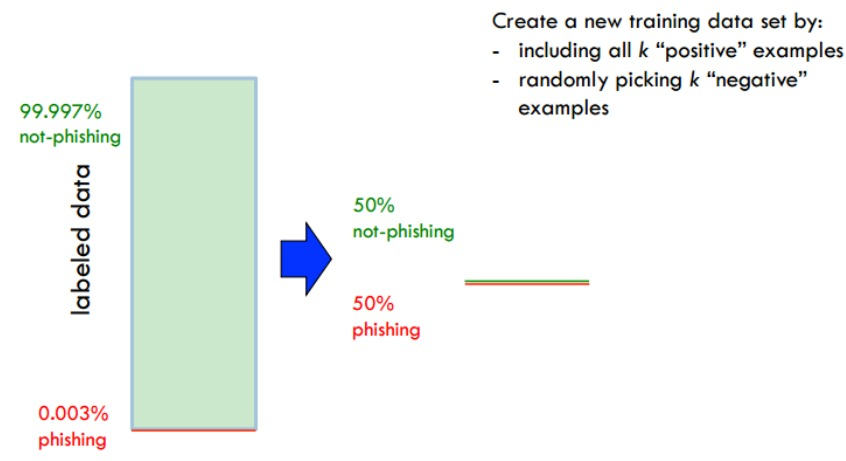 Create a new training data set by:
- including all k “positive” examples
- randomly picking k “negative”
examples
99.997%
not-phishing
labeled data
0.003%
phishing
50%
not-phishing
50%
phishing